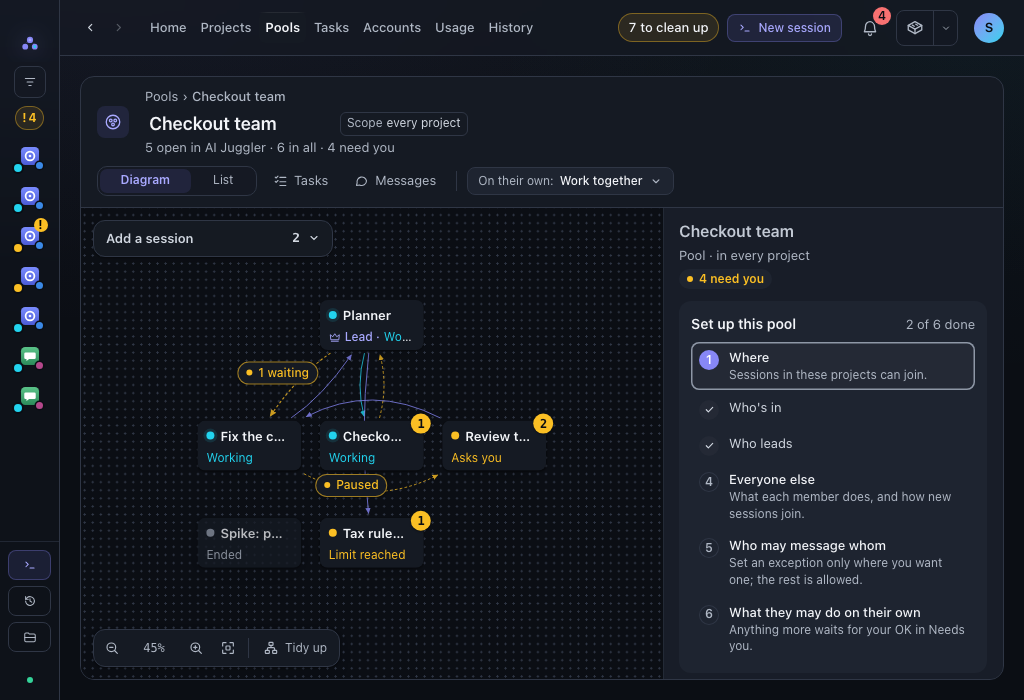 Home Projects Pools Tasks Accounts Usage History
7 to clean up
>_ New session
4
S
! 4
!
Pools › Checkout team
Checkout team
Scope every project
5 open in AI Juggler · 6 in all · 4 need you
Diagram List Tasks Messages
On their own: Work together
Add a session 2
Planner
Lead · Wo...
1 waiting
1
2
Fix the c...
Working
Checko...
Working
Review t...
Asks you
Paused
1
Spike: p...
Ended
Tax rule...
Limit reached
45% Tidy up
Checkout team
Pool · in every project
4 need you
Set up this pool 2 of 6 done
1 Where
Sessions in these projects can join.
Who's in
Who leads
4 Everyone else
What each member does, and how new
sessions join.
5 Who may message whom
Set an exception only where you want
one; the rest is allowed.
6 What they may do on their own
Anything more waits for your OK in Needs
you.
>_